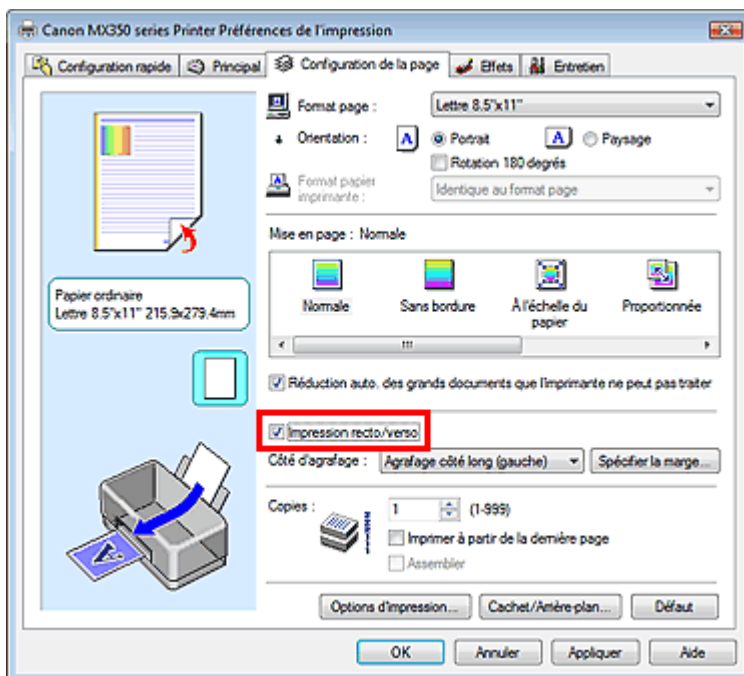 Canon MX350 series Printer Préférences de l'impression
Configuration rapide
Principal
Configuration de la page
Effets
Entretien
Format page :
Lettre 8.5"x11"
Orientation :
A
Portrait
A
Paysage
Rotation 180 degrés
Format papier
imprimante :
Identique au format page
Mise en page : Normale
Normale
Sans bordure
À l'échelle du
papier
Proportionnée
Papier ordinaire
Lettre 8.5"x11" 215.9x279.4mm
Réduction auto. des grands documents que l'imprimante ne peut pas traiter
Impression recto/verso
Côté d'agrafage :
Agrafage côté long (gauche)
Spécifier la marge...
Copies :
1
(1-999)
Imprimer à partir de la dernière page
Assembler
A
Options d'impression...
Cachet/Arrière-plan...
Défaut
OK
Annuler
Appliquer
Aide